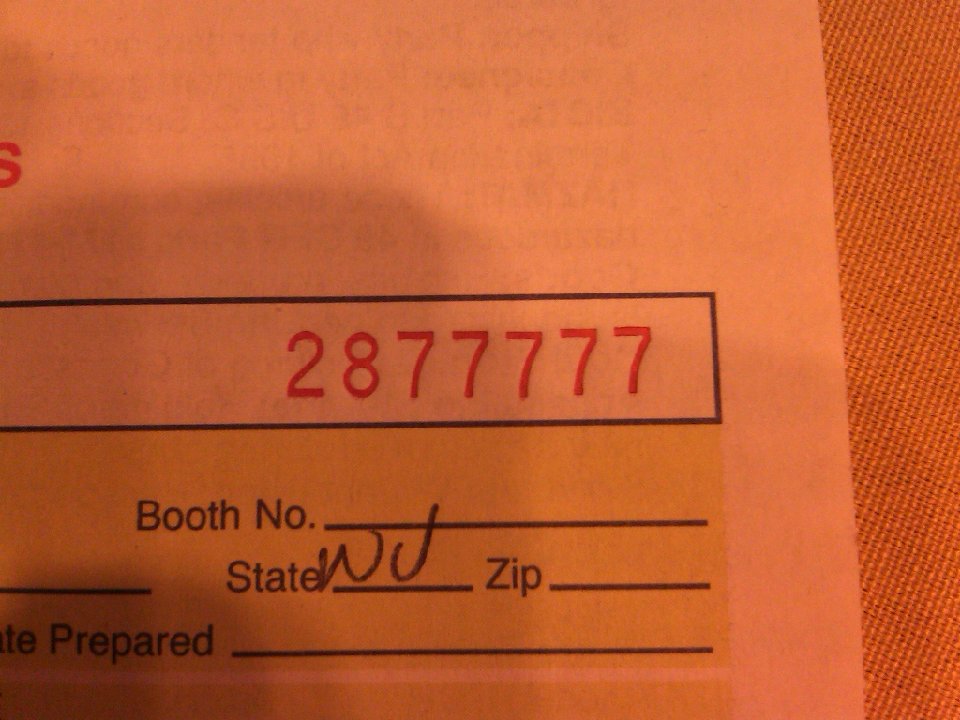 s
2877777
Booth No.
State NJ Zip
ate Prepared